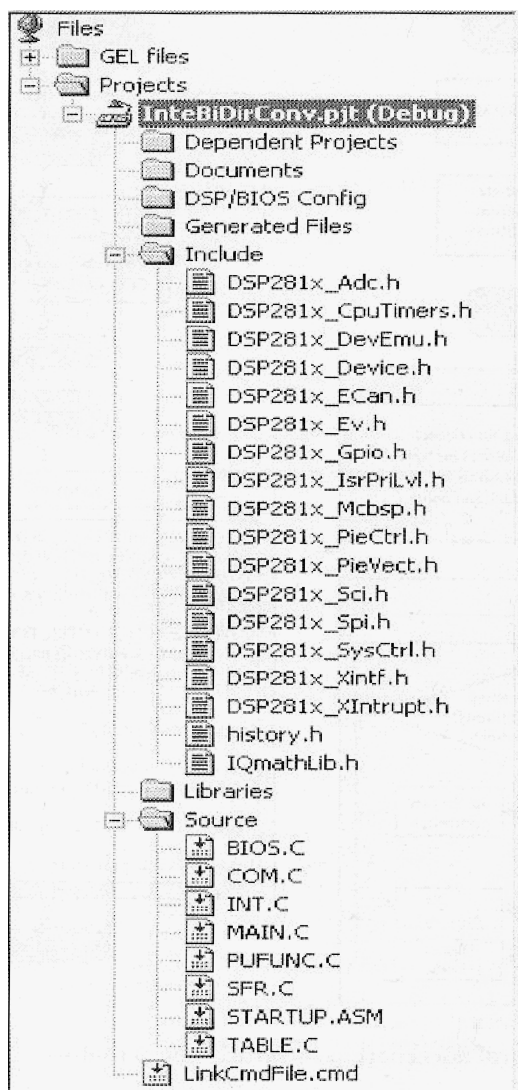 Files
GEL files
Projects
InteBiDirConv.pjt (Debug)
Dependent Projects
Documents
DSP/BIOS Config
Generated Files
Include
DSP281x_Adc.h
DSP281x_CpuTimers.h
DSP281x_DevEmu.h
DSP281x_Device.h
DSP281x_ECan.h
DSP281x_Ev.h
DSP281x_Gpio.h
DSP281x_IsrPriLvl.h
DSP281x_Mcbsp.h
DSP281x_PieCtrl.h
DSP281x_PieVect.h
DSP281x_Sci.h
DSP281x_Spi.h
DSP281x_SysCtrl.h
DSP281x_Xintf.h
DSP281x_XIntrupt.h
history.h
IQmathLib.h
Libraries
Source
BIOS.C
COM.C
INT.C
MAIN.C
PUFUNC.C
SFR.C
STARTUP.ASM
TABLE.C
LinkCmdFile.cmd